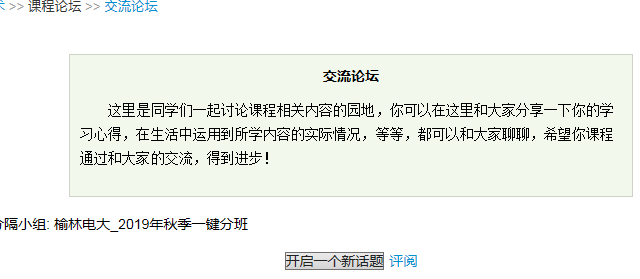 术 >> 课程论坛 >> 交流论坛
交流论坛
这里是同学们一起讨论课程相关内容的园地，你可以在这里和大家分享一下你的学
习心得，在生活中运用到所学内容的实际情况，等等，都可以和大家聊聊，希望你课程
通过和大家的交流，得到进步！
分隔小组: 榆林电大_2019年秋季一键分班
开启一个新话题 评阅